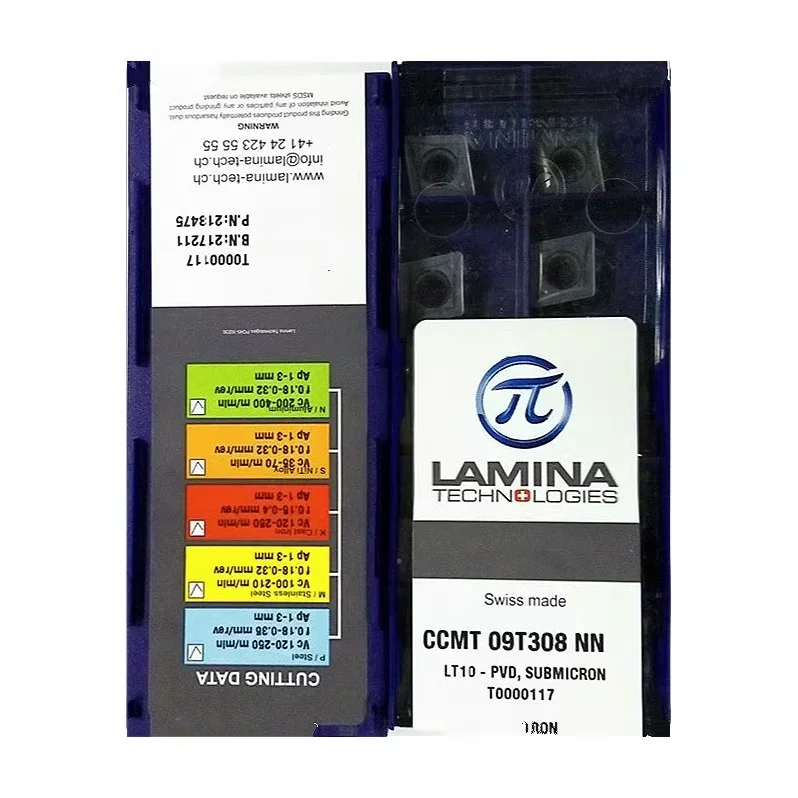 CUTTING DATA
P / Steel
Vc 120-250 m/min
f 0.18-0.35 mm/rev
Ap 1-3 mm
M / Stainless Steel
Vc 100-210 m/min
f 0.18-0.32 mm/rev
Ap 1-3 mm
K / Cast Iron
Vc 120-250 m/min
f 0.15-0.4 mm/rev
Ap 1-3 mm
S / NiTi Alloy
Vc 35-70 m/min
f 0.18-0.32 mm/rev
Ap 1-3 mm
N / Aluminium
Vc 200-400 m/min
f 0.18-0.32 mm/rev
Ap 1-3 mm
T0000117
B.N:217211
P.N:213475
www.lamina-tech.ch
info@lamina-tech.ch
+41 24 423 55 55
WARNING
Grinding this product produces potentially hazardous dust
Avoid inhalation of any particles or any grinding product
MSDS sheets available on request
LAMINA
π
LAMINA
TECHNOLOGIES
Swiss made
CCMT 09T308 NN
LT10 - PVD, SUBMICRON
T0000117